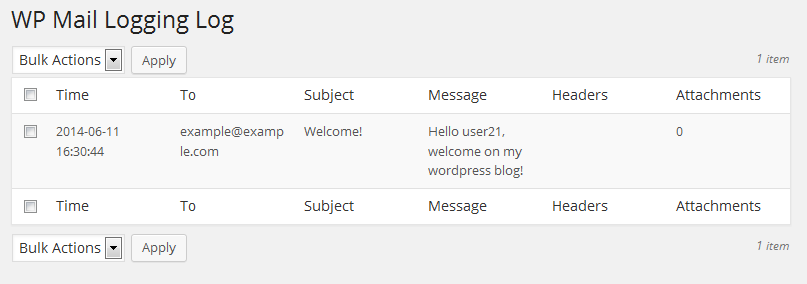 WP Mail Logging Log
Bulk Actions Apply 1 item
Time To Subject Message Headers Attachments
2014-06-11 example@examp Welcome! Hello user21, 0
16:30:44 le.com welcome on my
wordpress blog!
Time To Subject Message Headers Attachments
Bulk Actions Apply 1 item